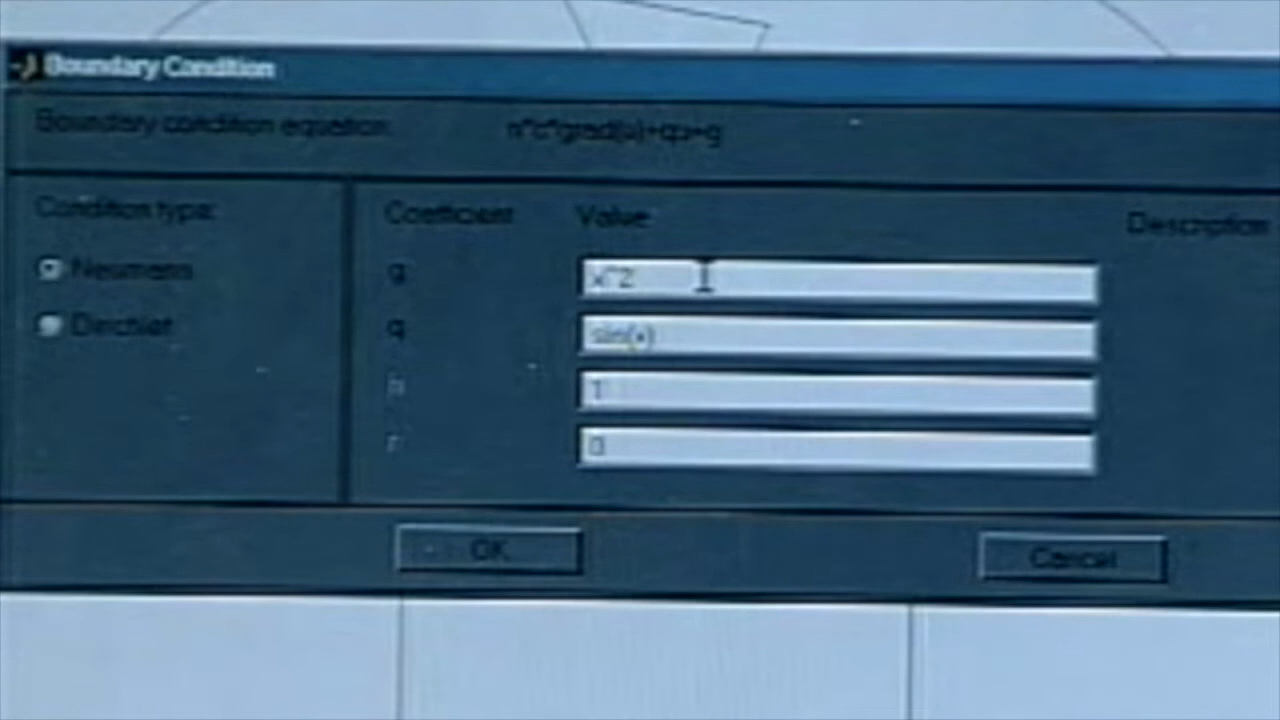 Boundary Condition
Boundary condition equation: n*c*grad(u)+qu=g
Condition type: Coefficient Value Description
Neumann g x^2
Dirichlet q sin(x)
h 1
r 0
OK Cancel